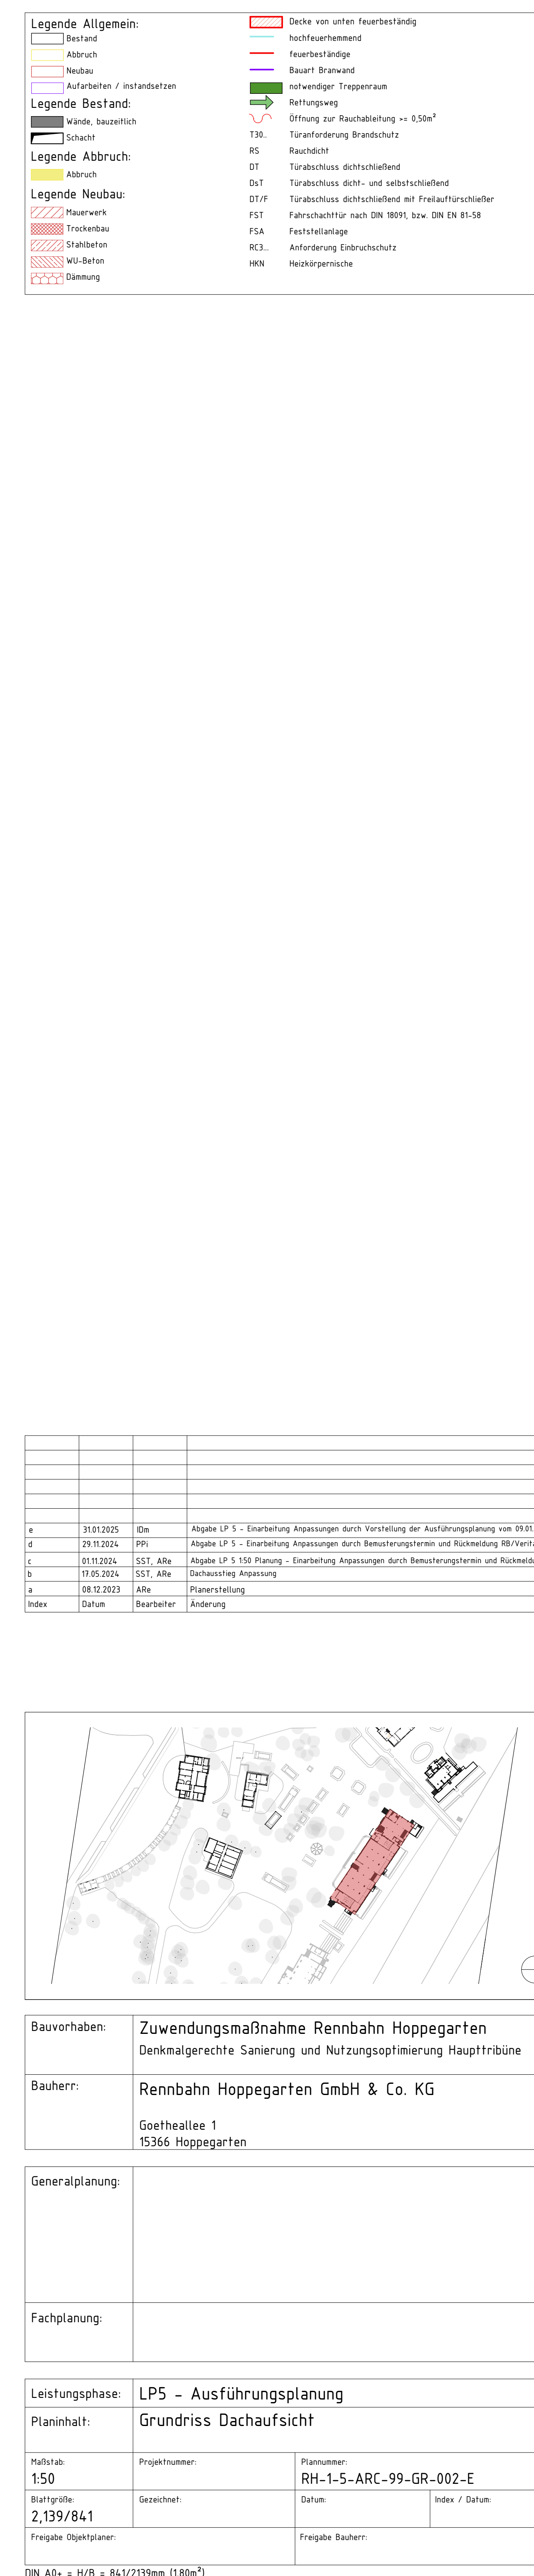 Legende Allgemein:
Bestand
Abbruch
Neubau
Aufarbeiten / instandsetzen
Legende Bestand:
Wände, bauzeitlich
Schacht
Legende Abbruch:
Abbruch
Legende Neubau:
Mauerwerk
Trockenbau
Stahlbeton
WU-Beton
Dämmung
Decke von unten feuerbeständig
hochfeuerhemmend
feuerbeständige
Bauart Branwand
notwendiger Treppenraum
Rettungsweg
Öffnung zur Rauchableitung >= 0,50m²
T30.. Türanforderung Brandschutz
RS Rauchdicht
DT Türabschluss dichtschließend
DsT Türabschluss dicht- und selbstschließend
DT/F Türabschluss dichtschließend mit Freilauftürschließer
FST Fahrschachttür nach DIN 18091, bzw. DIN EN 81-58
FSA Feststellanlage
RC3... Anforderung Einbruchschutz
HKN Heizkörpernische
e 31.01.2025 IDm Abgabe LP 5 - Einarbeitung Anpassungen durch Vorstellung der Ausführungsplanung vom 09.01.
d 29.11.2024 PPi Abgabe LP 5 - Einarbeitung Anpassungen durch Bemusterungstermin und Rückmeldung RB/Verit
c 01.11.2024 SST, ARe Abgabe LP 5 1:50 Planung - Einarbeitung Anpassungen durch Bemusterungstermin und Rückmeld
b 17.05.2024 SST, ARe Dachausstieg Anpassung
a 08.12.2023 ARe Planerstellung
Index Datum Bearbeiter Änderung
Bauvorhaben: Zuwendungsmaßnahme Rennbahn Hoppegarten
Denkmalgerechte Sanierung und Nutzungsoptimierung Haupttribüne
Bauherr: Rennbahn Hoppegarten GmbH & Co. KG
Goetheallee 1
15366 Hoppegarten
Generalplanung:
Fachplanung:
Leistungsphase: LP5 - Ausführungsplanung
Planinhalt: Grundriss Dachaufsicht
Maßstab: Projektnummer: Plannummer:
1:50 RH-1-5-ARC-99-GR-002-E
Blattgröße: Gezeichnet: Datum: Index / Datum:
2,139/841
Freigabe Objektplaner: Freigabe Bauherr:
DIN A0+ = H/B = 841/2139mm (1.80m²)